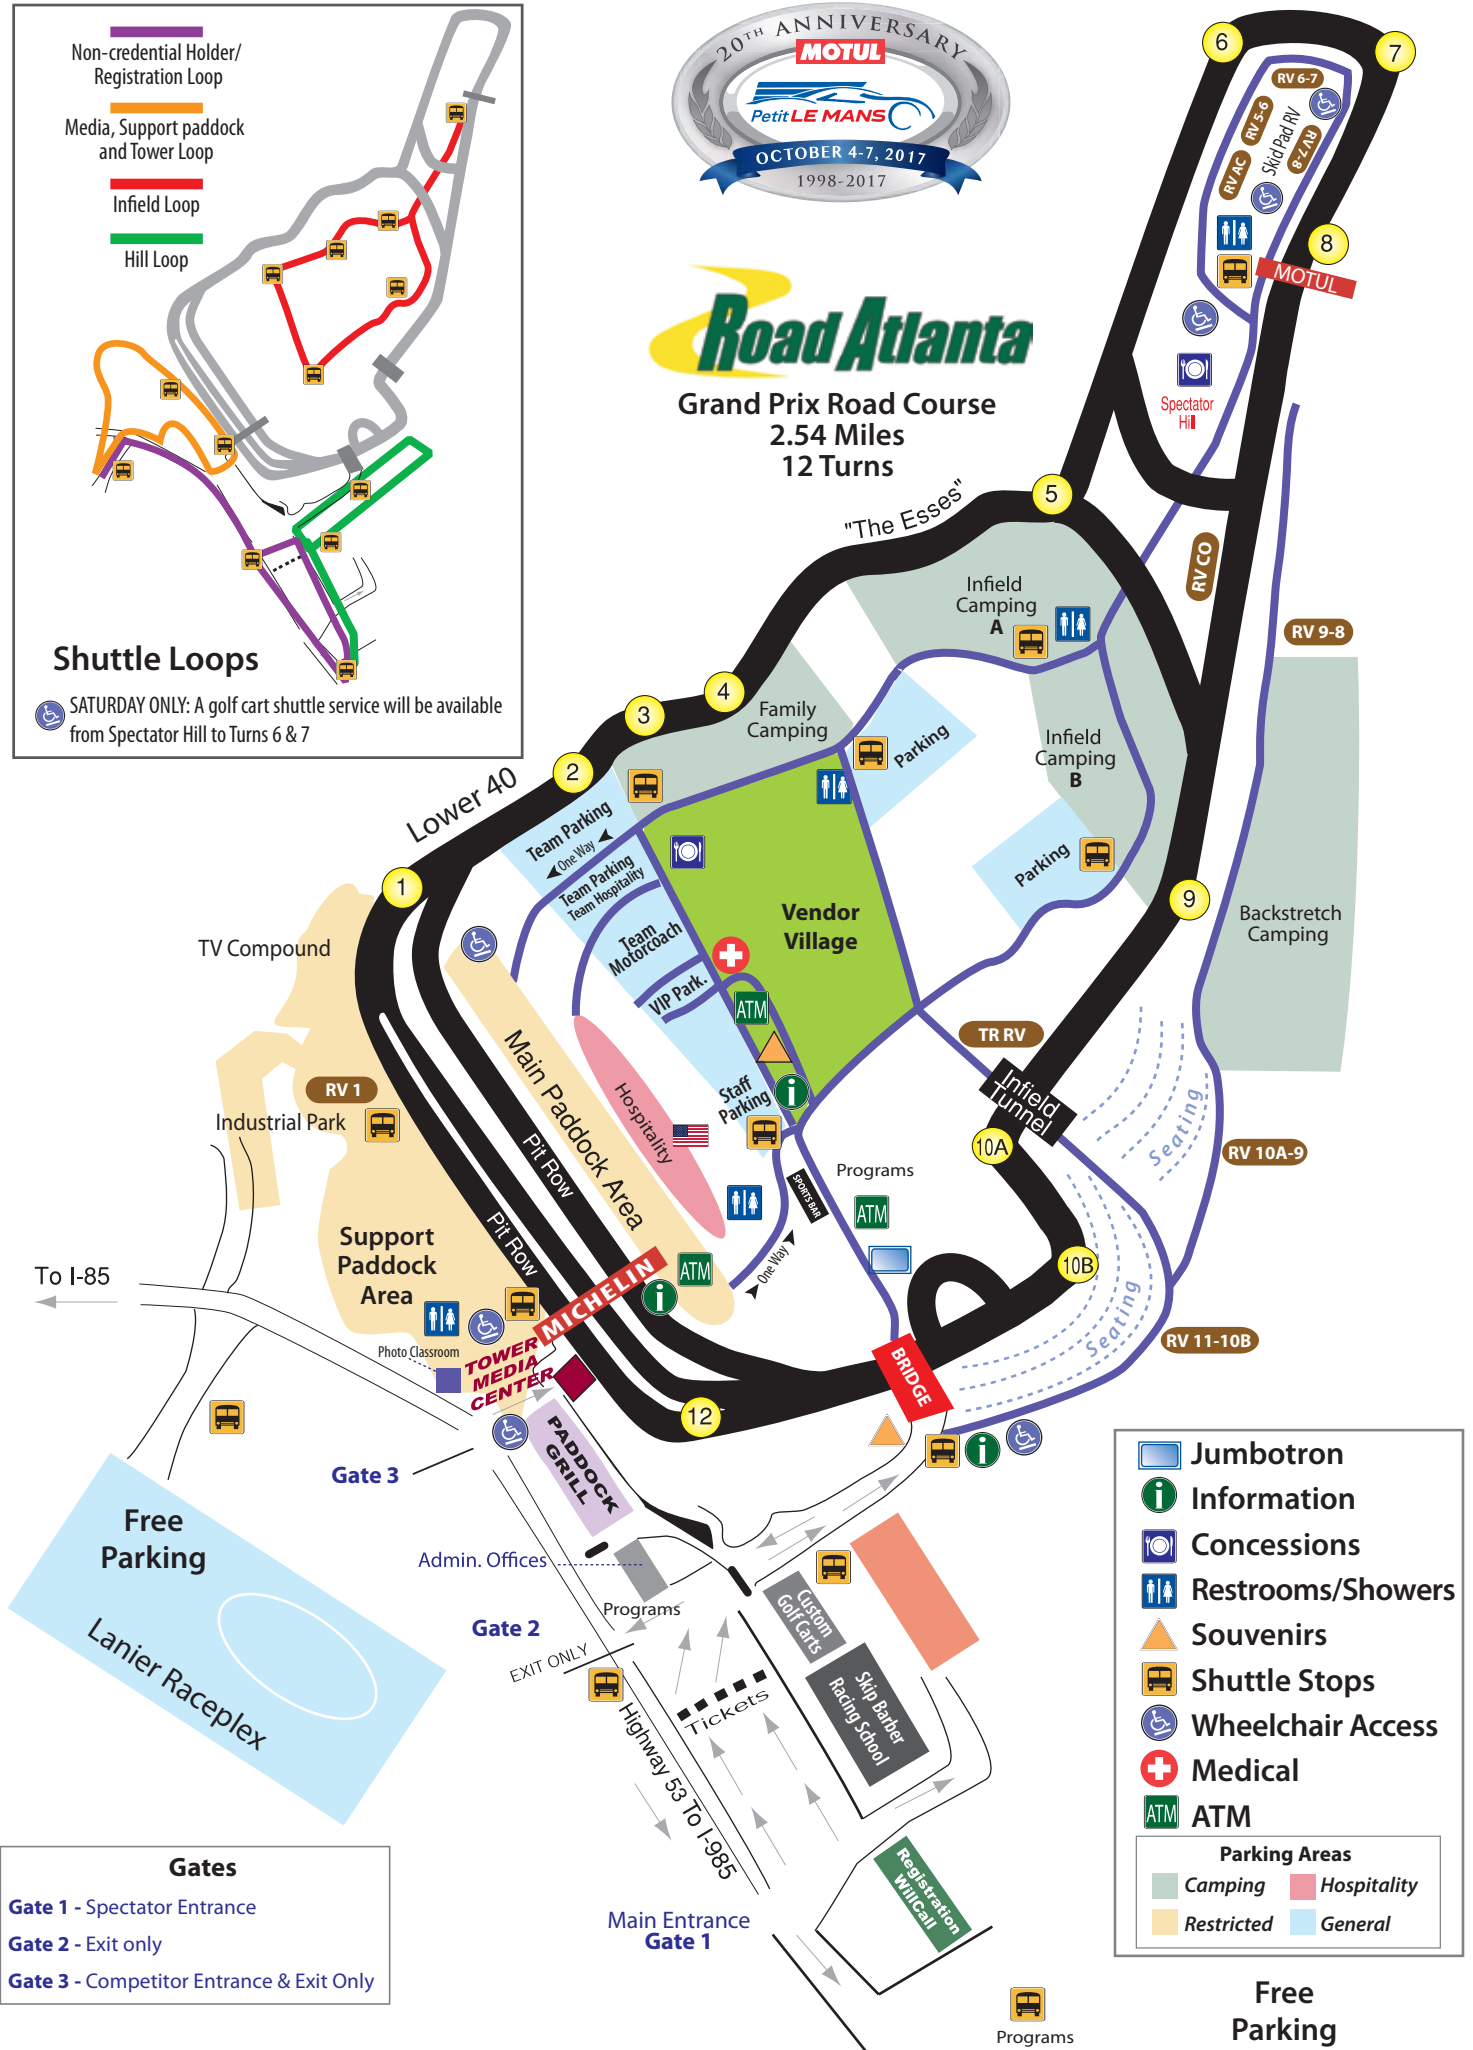 Non-credential Holder/
Registration Loop
Media, Support paddock
and Tower Loop
Infield Loop
Hill Loop
Shuttle Loops
SATURDAY ONLY: A golf cart shuttle service will be available
from Spectator Hill to Turns 6 & 7
20TH ANNIVERSARY
MOTUL
Petit LE MANS
OCTOBER 4-7, 2017
1998-2017
Road Atlanta
Grand Prix Road Course
2.54 Miles
12 Turns
6
7
RV 6-7
RV 5-6
Skid Pad RV
RV 7-8
RV AC
8
MOTUL
Spectator
Hill
5
"The Esses"
RV CO
RV 9-8
Infield
Camping
A
4
3
2
Family
Camping
Parking
Infield
Camping
B
Lower 40
Team Parking
One Way
Team Parking
Team Hospitality
Parking
1
9
Vendor
Village
Backstretch
Camping
Team
Motorcoach
TV Compound
VIP Park.
ATM
TR RV
Main Paddock Area
Infield
Tunnel
RV 1
Industrial Park
Hospitality
Staff
Parking
Seating
10A
RV 10A-9
Pit Row
Programs
SPORTS BAR
ATM
Pit Row
Support
Paddock
Area
One Way
10B
To I-85
ATM
MICHELIN
Seating
RV 11-10B
Photo Classroom
TOWER
MEDIA
CENTER
BRIDGE
12
PADDOCK
GRILL
Gate 3
Free
Parking
Lanier Raceplex
Admin. Offices
Programs
Gate 2
EXIT ONLY
Custom
Golf Carts
Skip Barber
Racing School
Tickets
Highway 53 To I-985
Registration
WillCall
Main Entrance
Gate 1
Programs
Free
Parking
Jumbotron
Information
Concessions
Restrooms/Showers
Souvenirs
Shuttle Stops
Wheelchair Access
Medical
ATM
ATM
Parking Areas
Camping
Hospitality
Restricted
General
Gates
Gate 1 - Spectator Entrance
Gate 2 - Exit only
Gate 3 - Competitor Entrance & Exit Only